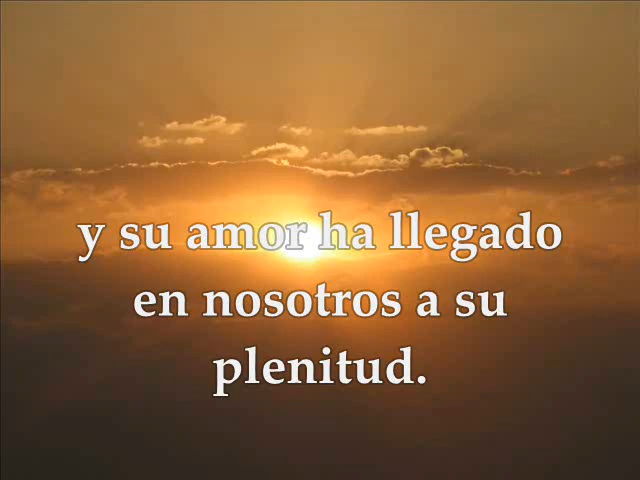 y su amor ha llegado
en nosotros a su
plenitud.